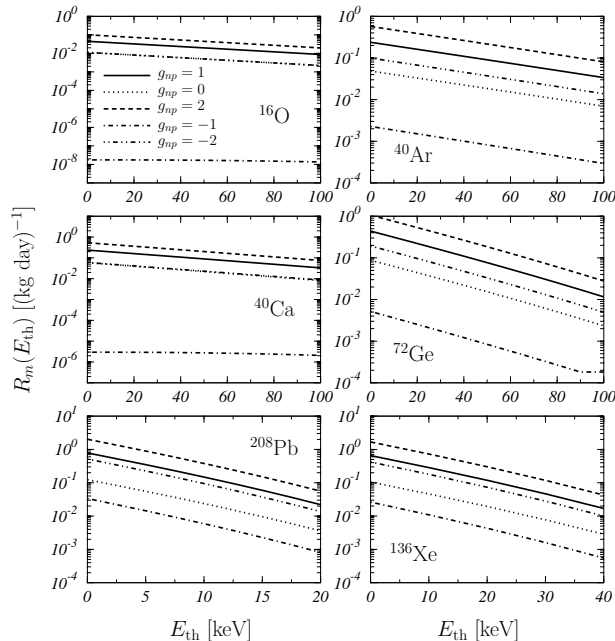 R_m(E_th) [(kg day)^−1]
10^0
10^−2
10^−4
10^−6
10^−8
g_np = 1
g_np = 0
g_np = 2
g_np = −1
g_np = −2
^16O
0 20 40 60 80 100
10^0
10^−1
10^−2
10^−3
10^−4
^40Ar
0 20 40 60 80 100
10^0
10^−2
10^−4
10^−6
^40Ca
0 20 40 60 80 100
10^0
10^−1
10^−2
10^−3
10^−4
^72Ge
0 20 40 60 80 100
10^1
10^0
10^−1
10^−2
10^−3
10^−4
^208Pb
0 5 10 15 20
E_th [keV]
10^1
10^0
10^−1
10^−2
10^−3
10^−4
^136Xe
0 10 20 30 40
E_th [keV]